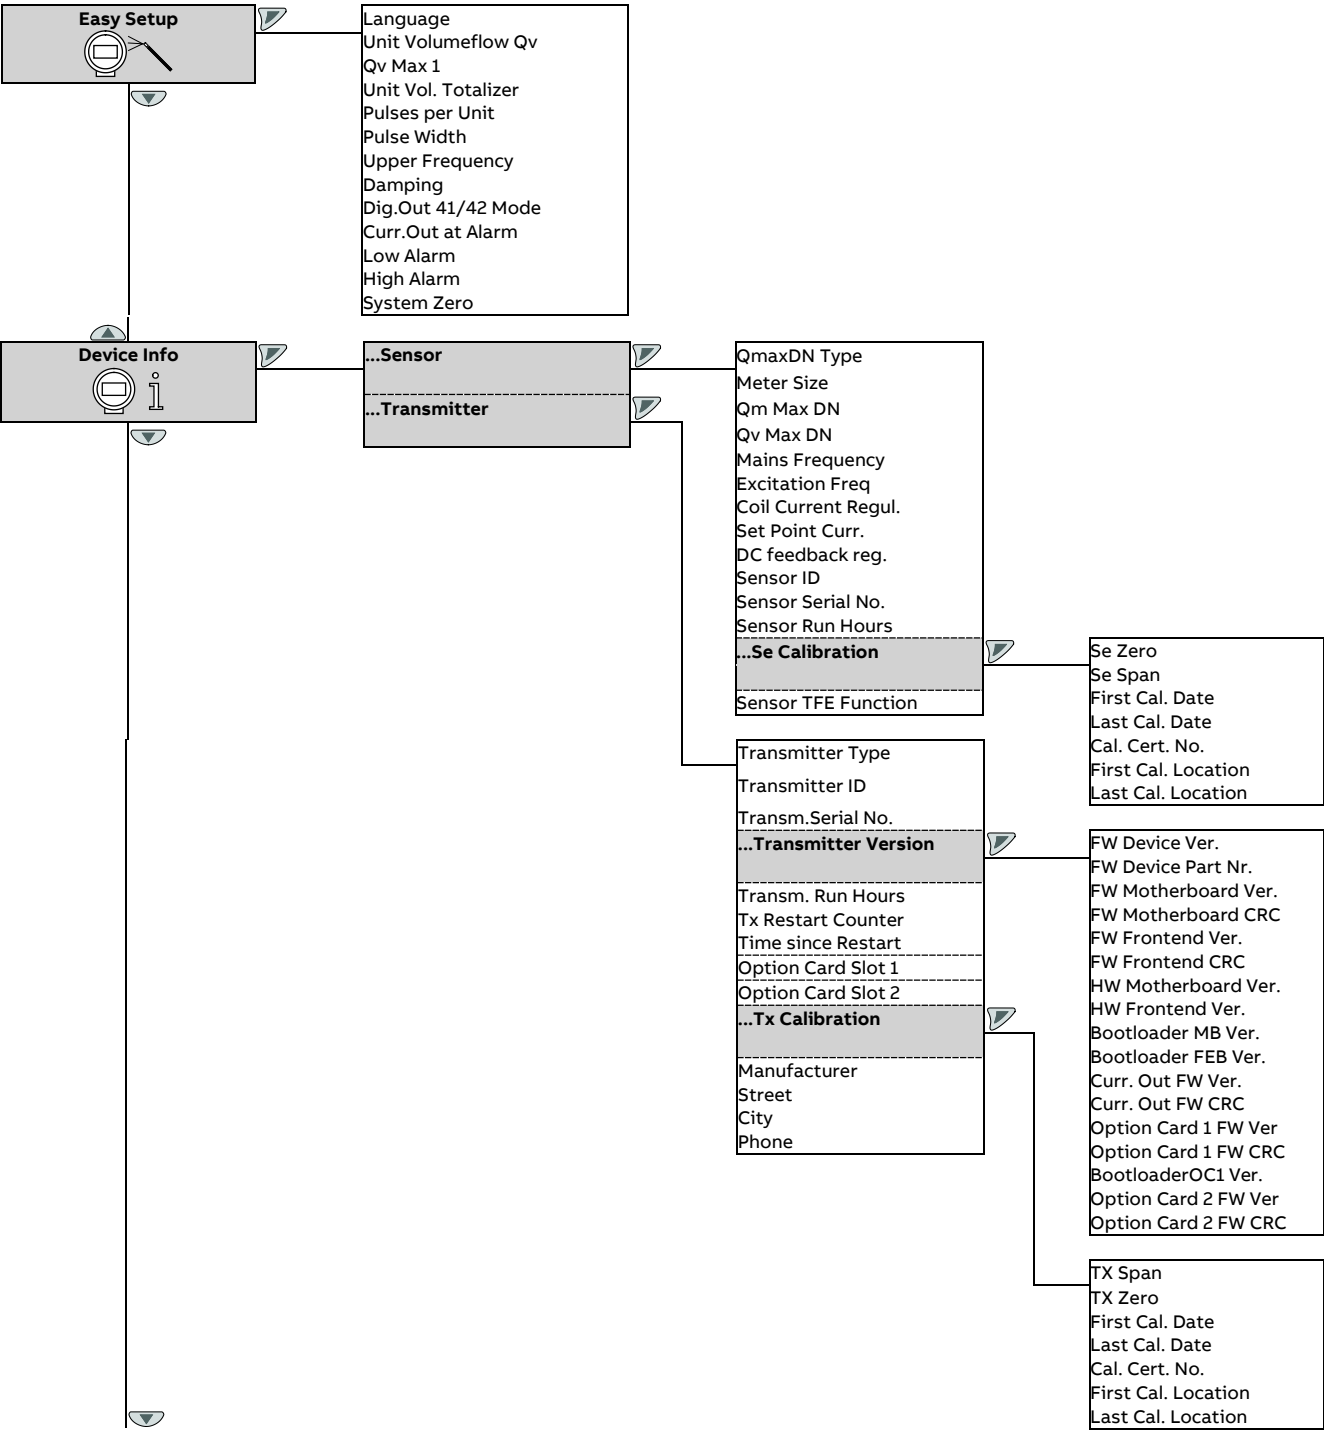 Easy Setup
Language
Unit Volumeflow Qv
Qv Max 1
Unit Vol. Totalizer
Pulses per Unit
Pulse Width
Upper Frequency
Damping
Dig.Out 41/42 Mode
Curr.Out at Alarm
Low Alarm
High Alarm
System Zero
Device Info
...Sensor
...Transmitter
QmaxDN Type
Meter Size
Qm Max DN
Qv Max DN
Mains Frequency
Excitation Freq
Coil Current Regul.
Set Point Curr.
DC feedback reg.
Sensor ID
Sensor Serial No.
Sensor Run Hours
...Se Calibration
Sensor TFE Function
Se Zero
Se Span
First Cal. Date
Last Cal. Date
Cal. Cert. No.
First Cal. Location
Last Cal. Location
Transmitter Type
Transmitter ID
Transm.Serial No.
...Transmitter Version
Transm. Run Hours
Tx Restart Counter
Time since Restart
Option Card Slot 1
Option Card Slot 2
...Tx Calibration
Manufacturer
Street
City
Phone
FW Device Ver.
FW Device Part Nr.
FW Motherboard Ver.
FW Motherboard CRC
FW Frontend Ver.
FW Frontend CRC
HW Motherboard Ver.
HW Frontend Ver.
Bootloader MB Ver.
Bootloader FEB Ver.
Curr. Out FW Ver.
Curr. Out FW CRC
Option Card 1 FW Ver
Option Card 1 FW CRC
BootloaderOC1 Ver.
Option Card 2 FW Ver
Option Card 2 FW CRC
TX Span
TX Zero
First Cal. Date
Last Cal. Date
Cal. Cert. No.
First Cal. Location
Last Cal. Location